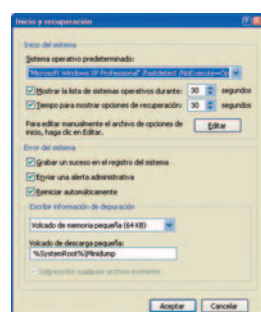 Inicio y recuperación
Inicio del sistema
Sistema operativo predeterminado:
"Microsoft Windows XP Professional" /fastdetect /NoExecute=Op
Mostrar la lista de sistemas operativos durante: 30 segundos
Tiempo para mostrar opciones de recuperación: 30 segundos
Para editar manualmente el archivo de opciones de
inicio, haga clic en Editar. Editar
Error del sistema
Grabar un suceso en el registro del sistema
Enviar una alerta administrativa
Reiniciar automáticamente
Escribir información de depuración
Volcado de memoria pequeña (64 KB)
Volcado de descarga pequeña:
%SystemRoot%\Minidump
Sobrescribir cualquier archivo existente
Aceptar Cancelar